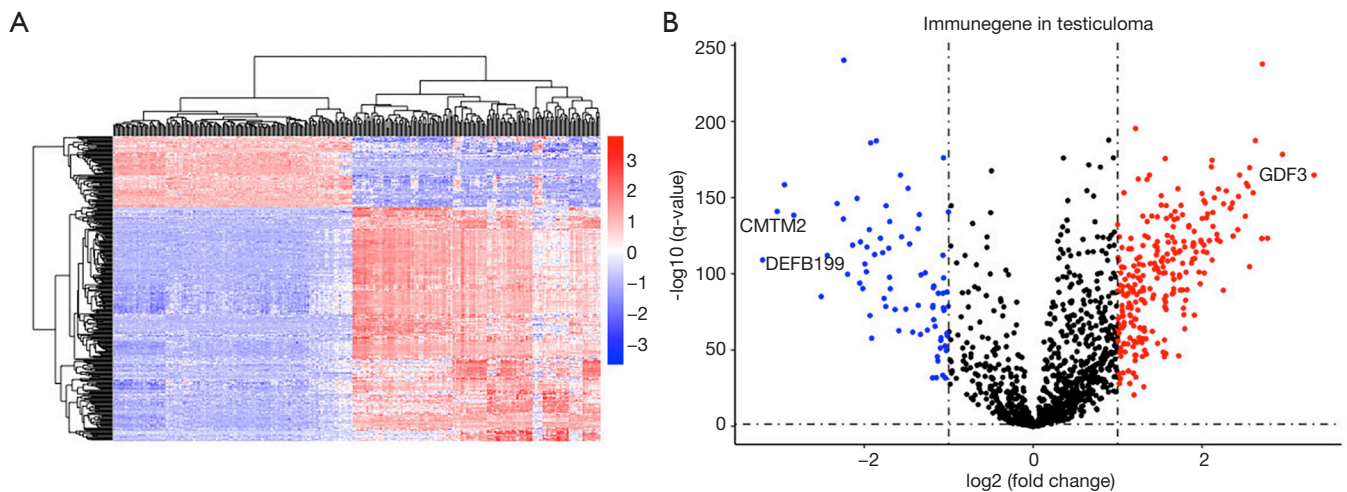 A
3
2
1
0
−1
−2
−3
B
Immunegene in testiculoma
250
200
150
100
50
0
-log10 (q-value)
CMTM2
DEFB199
GDF3
−2
0
2
log2 (fold change)